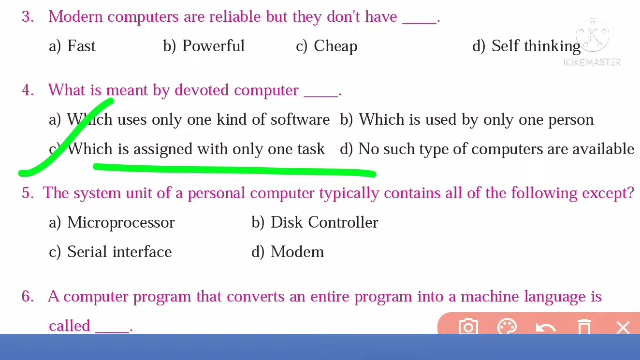 3. Modern computers are reliable but they don't have ____.
a) Fast b) Powerful c) Cheap d) Self thinking
KINEMASTER
4. What is meant by devoted computer ____.
a) Which uses only one kind of software b) Which is used by only one person
c) Which is assigned with only one task d) No such type of computers are available
5. The system unit of a personal computer typically contains all of the following except?
a) Microprocessor b) Disk Controller
c) Serial interface d) Modem
6. A computer program that converts an entire program into a machine language is
called ____.